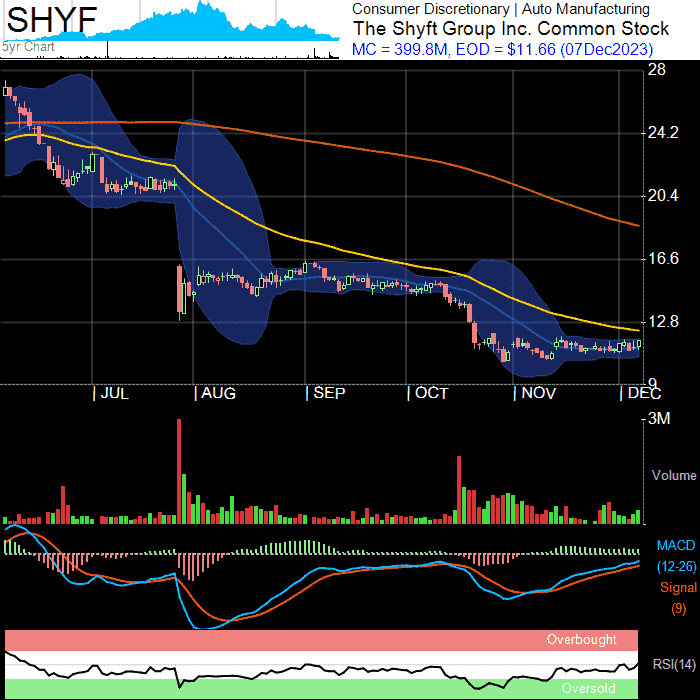 SHYF
5yr Chart
Consumer Discretionary | Auto Manufacturing
The Shyft Group Inc. Common Stock
MC = 399.8M, EOD = $11.66 (07Dec2023)
28
24.2
20.4
16.6
12.8
9
| JUL | AUG | SEP | OCT | NOV | DEC
3M
Volume
MACD
(12-26)
Signal
(9)
Overbought
RSI(14)
Oversold